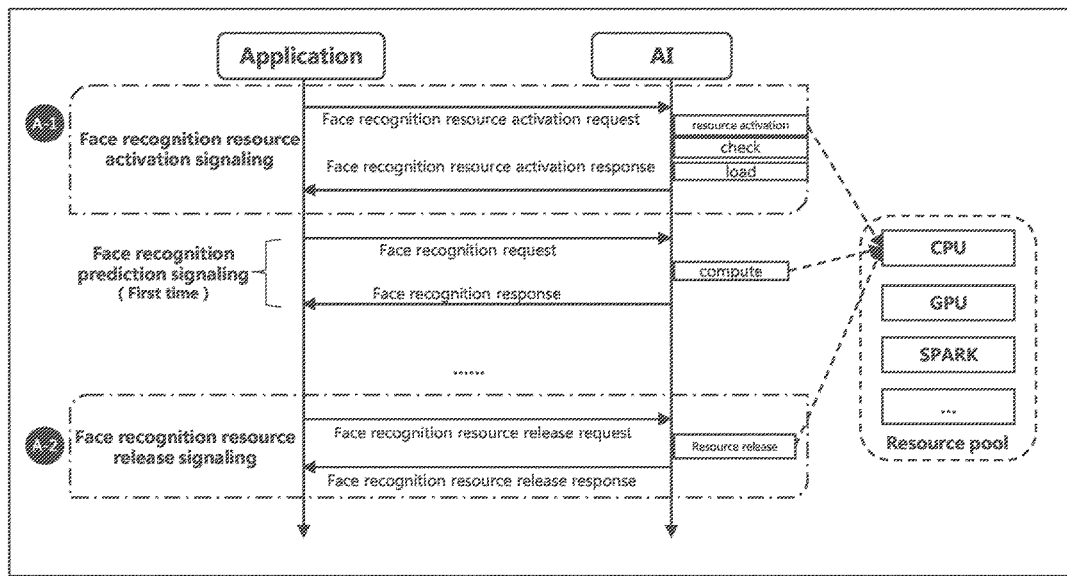 Application
AI
A-1
Face recognition resource
activation signaling
Face recognition resource activation request
resource activation
check
load
Face recognition resource activation response
Face recognition
prediction signaling
( First time )
Face recognition request
compute
Face recognition response
......
A-2
Face recognition resource
release signaling
Face recognition resource release request
Resource release
Face recognition resource release response
CPU
GPU
SPARK
...
Resource pool